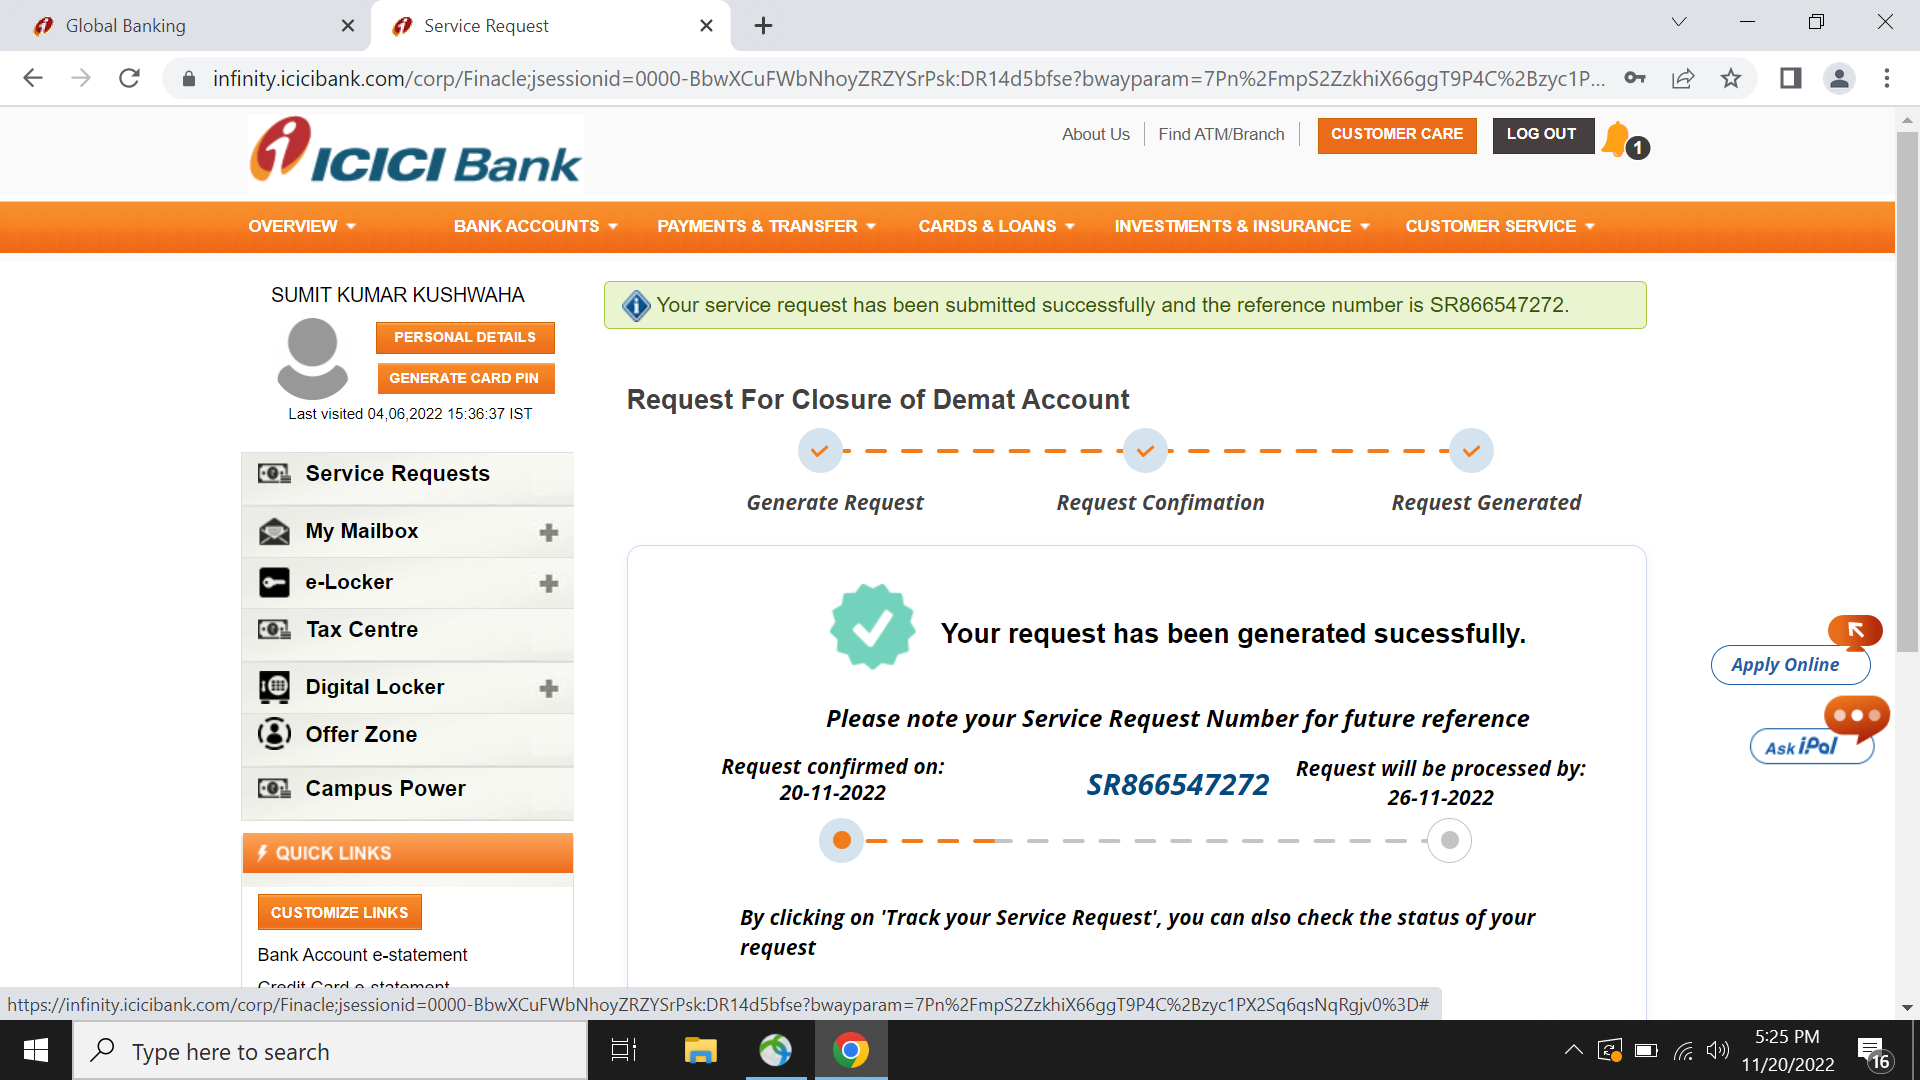 Global Banking
Service Request
infinity.icicibank.com/corp/Finacle;jsessionid=0000-BbwXCuFWbNhoyZRZYSrPsk:DR14d5bfse?bwayparam=7Pn%2FmpS2ZzkhiX66ggT9P4C%2Bzyc1P...
ICICI Bank
About Us
Find ATM/Branch
CUSTOMER CARE
LOG OUT
1
OVERVIEW
BANK ACCOUNTS
PAYMENTS & TRANSFER
CARDS & LOANS
INVESTMENTS & INSURANCE
CUSTOMER SERVICE
SUMIT KUMAR KUSHWAHA
PERSONAL DETAILS
GENERATE CARD PIN
Last visited 04,06,2022 15:36:37 IST
Service Requests
My Mailbox
e-Locker
Tax Centre
Digital Locker
Offer Zone
Campus Power
QUICK LINKS
CUSTOMIZE LINKS
Bank Account e-statement
Credit Card e-statement
Your service request has been submitted successfully and the reference number is SR866547272.
Request For Closure of Demat Account
Generate Request
Request Confimation
Request Generated
Your request has been generated sucessfully.
Please note your Service Request Number for future reference
Request confirmed on:
20-11-2022
SR866547272
Request will be processed by:
26-11-2022
By clicking on 'Track your Service Request', you can also check the status of your
request
Apply Online
Ask iPal
https://infinity.icicibank.com/corp/Finacle;jsessionid=0000-BbwXCuFWbNhoyZRZYSrPsk:DR14d5bfse?bwayparam=7Pn%2FmpS2ZzkhiX66ggT9P4C%2Bzyc1PX2Sq6qsNqRgjv0%3D#
Type here to search
5:25 PM
11/20/2022
16